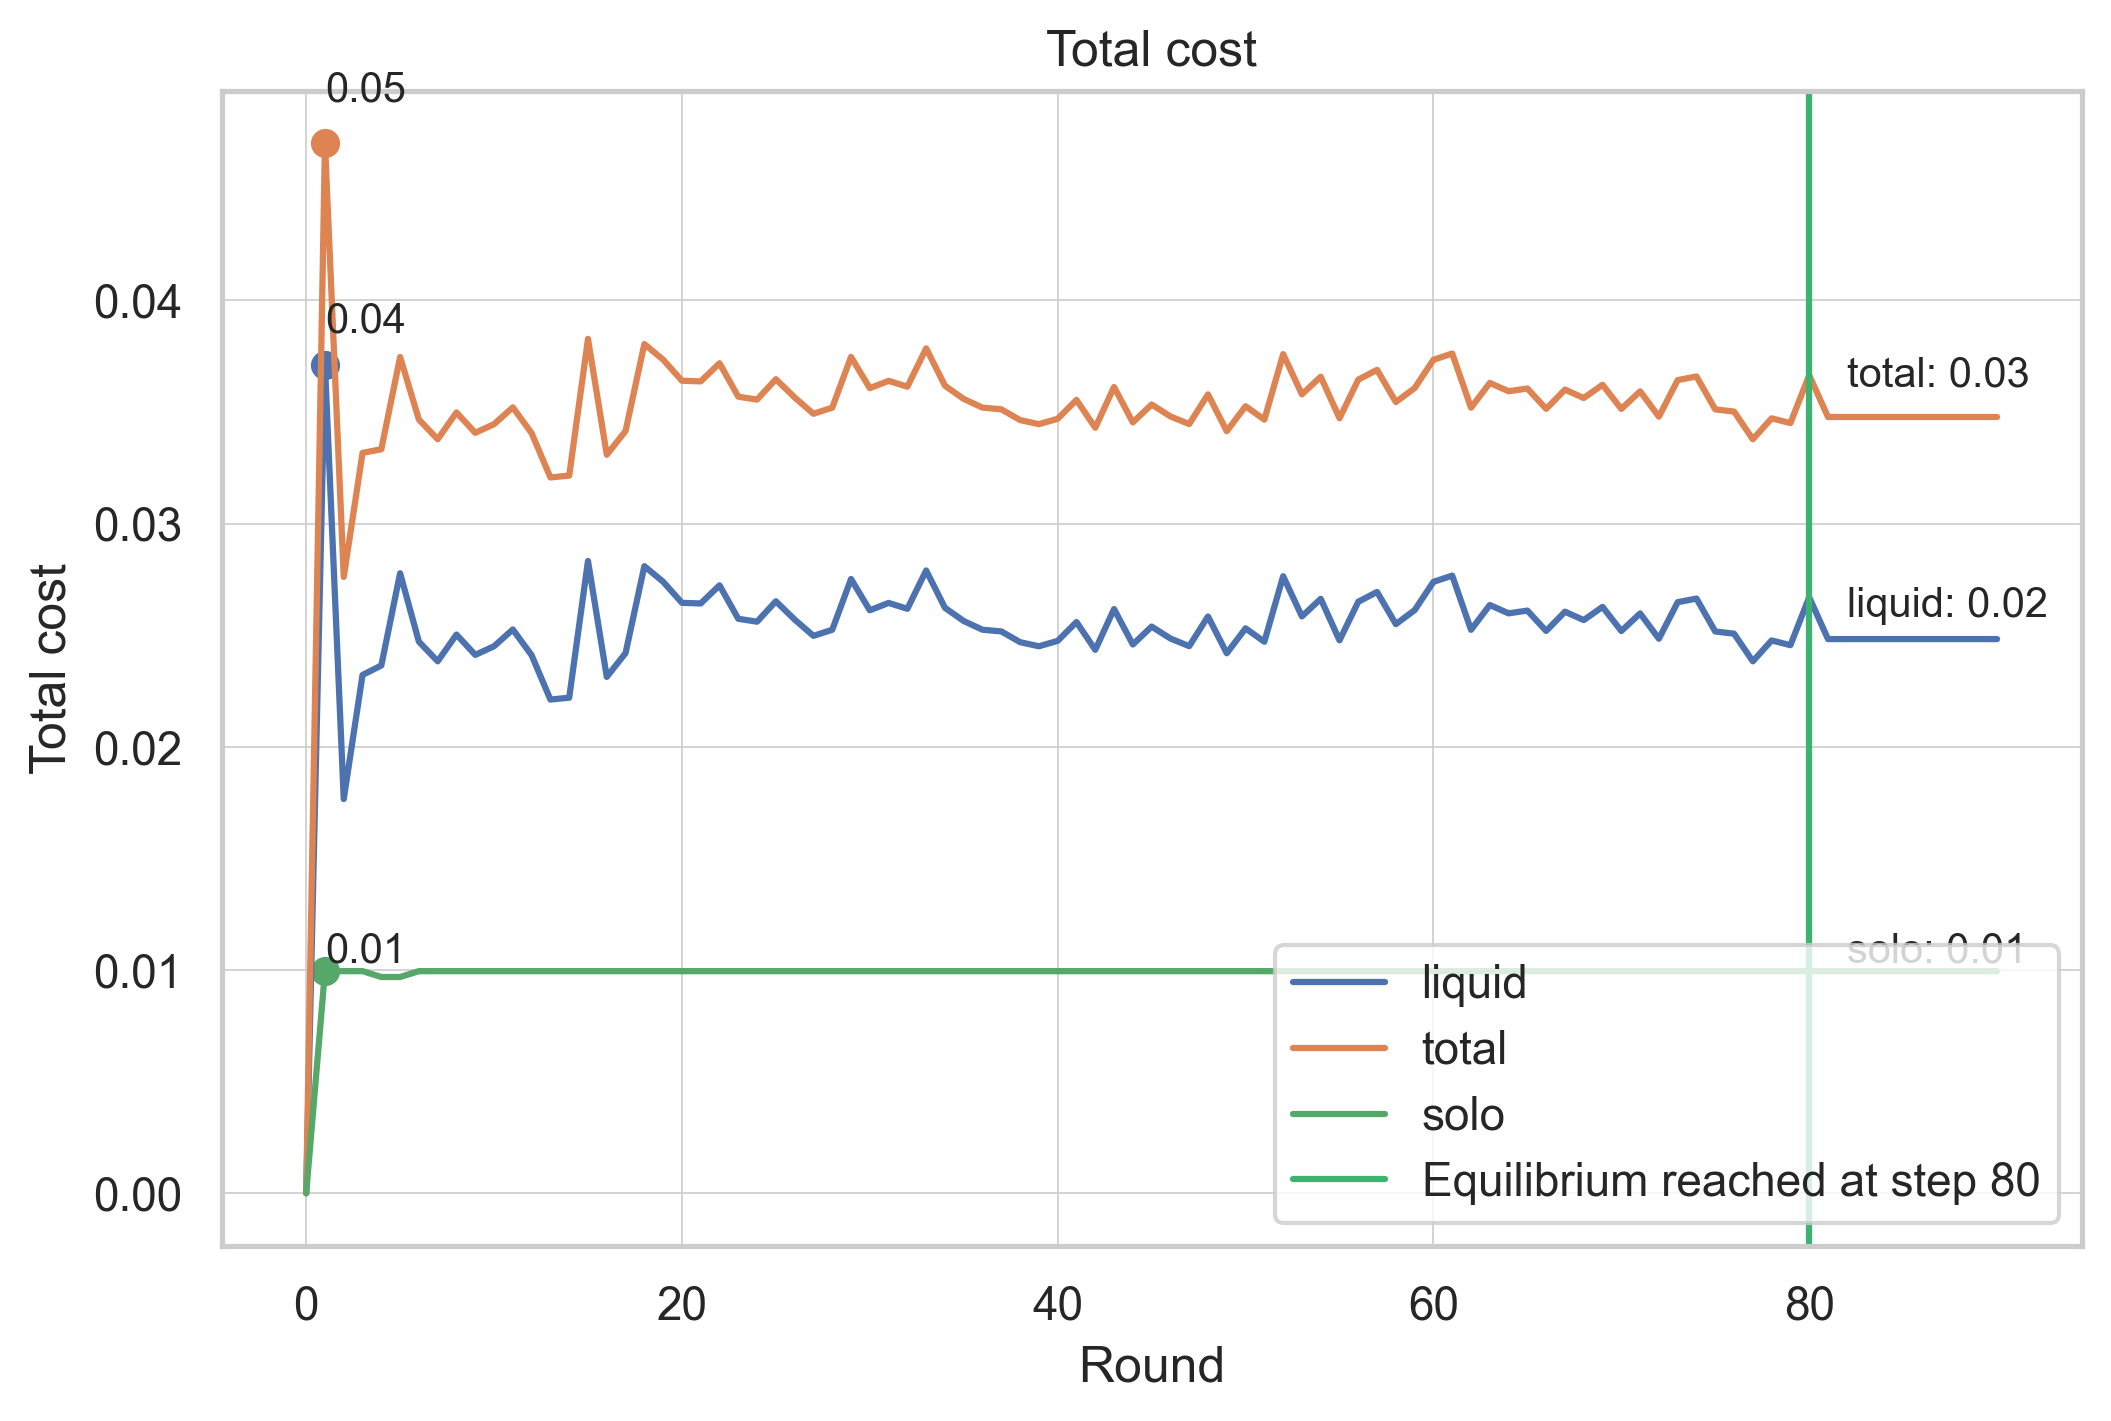 Total cost
0.05
0.04
0.01
total: 0.03
liquid: 0.02
solo: 0.01
Total cost
0.04
0.03
0.02
0.01
0.00
liquid
total
solo
Equilibrium reached at step 80
0 20 40 60 80
Round